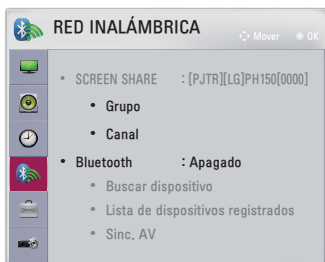 RED INALÁMBRICA
Mover OK
• SCREEN SHARE : [PJTR][LG]PH150[0000]
• Grupo
• Canal
• Bluetooth : Apagado
• Buscar dispositivo
• Lista de dispositivos registrados
• Sinc. AV